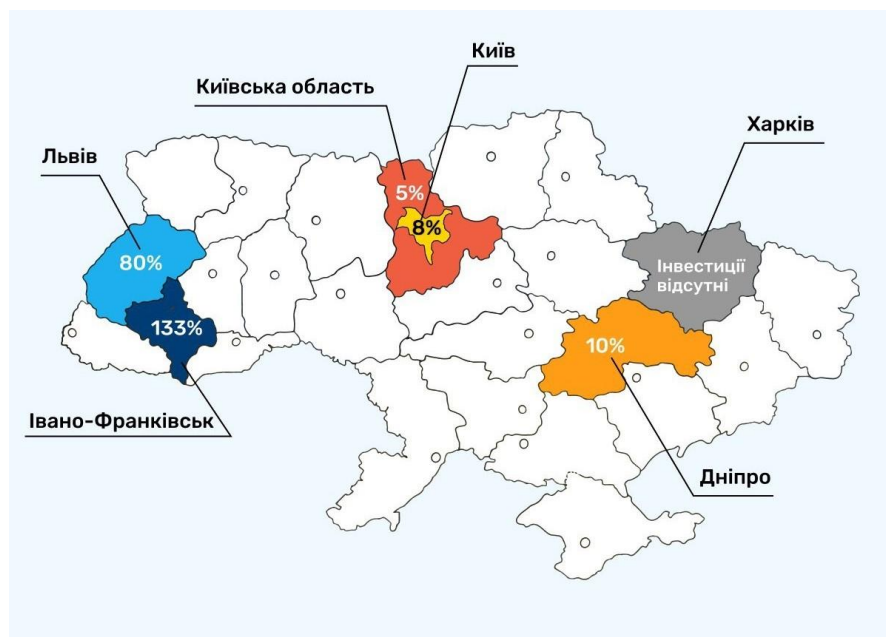 Київ
Київська область
Харків
Львів
5%
8%
80%
Інвестиції
відсутні
133%
10%
Івано-Франківськ
Дніпро